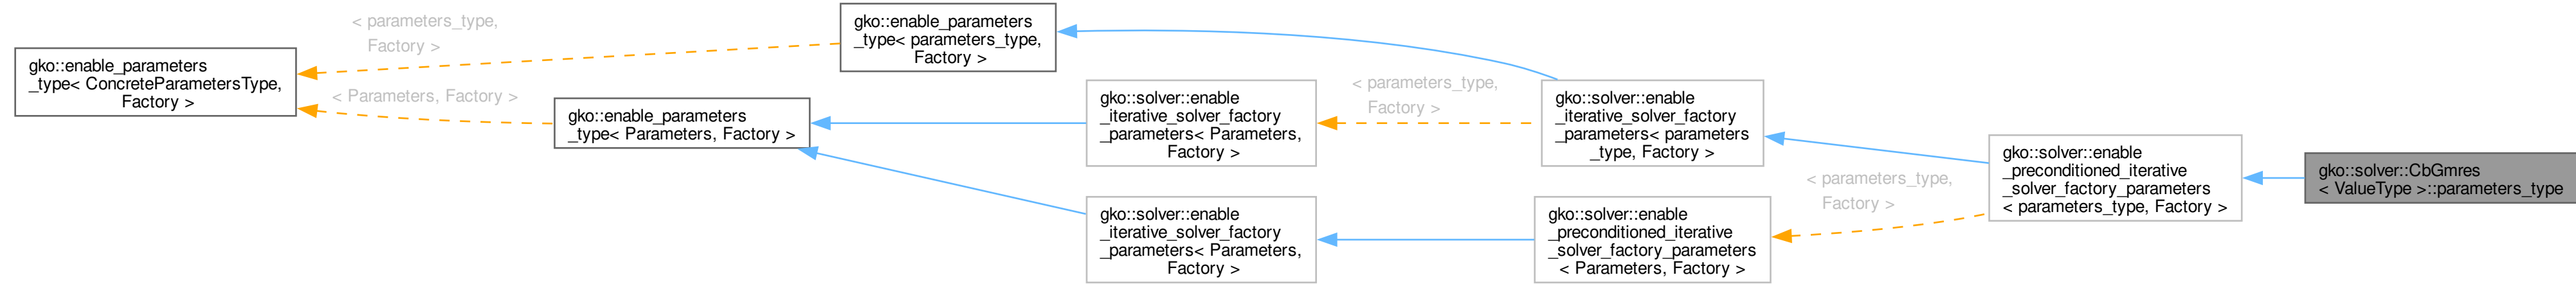 < parameters_type,
Factory >
gko::enable_parameters
_type< ConcreteParametersType,
Factory >
< Parameters, Factory >
gko::enable_parameters
_type< parameters_type,
Factory >
gko::enable_parameters
_type< Parameters, Factory >
gko::solver::enable
_iterative_solver_factory
_parameters< Parameters,
Factory >
< parameters_type,
Factory >
gko::solver::enable
_iterative_solver_factory
_parameters< parameters
_type, Factory >
gko::solver::enable
_iterative_solver_factory
_parameters< Parameters,
Factory >
gko::solver::enable
_preconditioned_iterative
_solver_factory_parameters
< Parameters, Factory >
< parameters_type,
Factory >
gko::solver::enable
_preconditioned_iterative
_solver_factory_parameters
< parameters_type, Factory >
gko::solver::CbGmres
< ValueType >::parameters_type